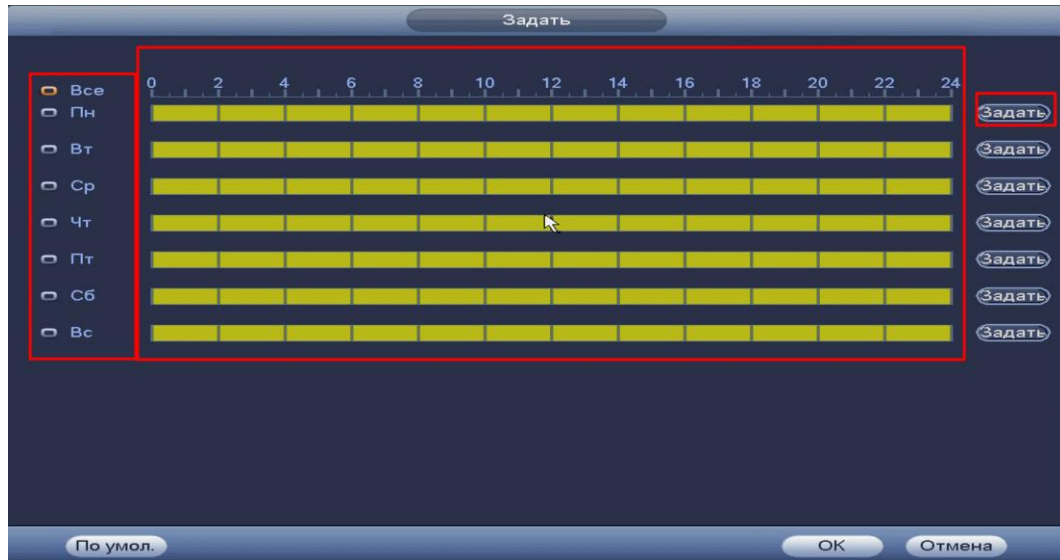 Задать
0 2 4 6 8 10 12 14 16 18 20 22 24
Все
Пн Задать
Вт Задать
Ср Задать
Чт Задать
Пт Задать
Сб Задать
Вс Задать
По умол. OK Отмена